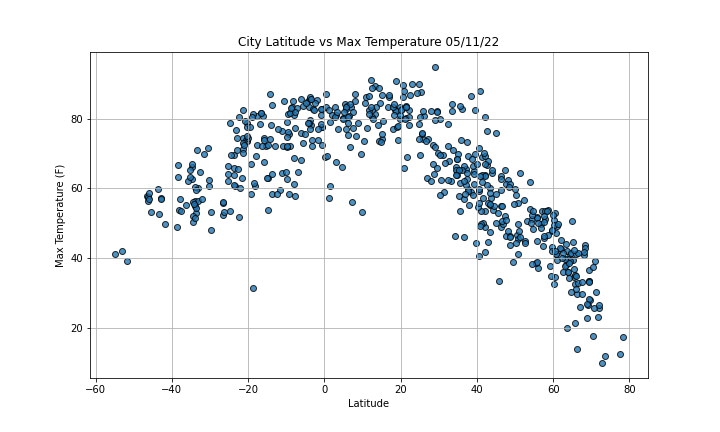 City Latitude vs Max Temperature 05/11/22
Max Temperature (F)
80
60
40
20
−60 −40 −20 0 20 40 60 80
Latitude